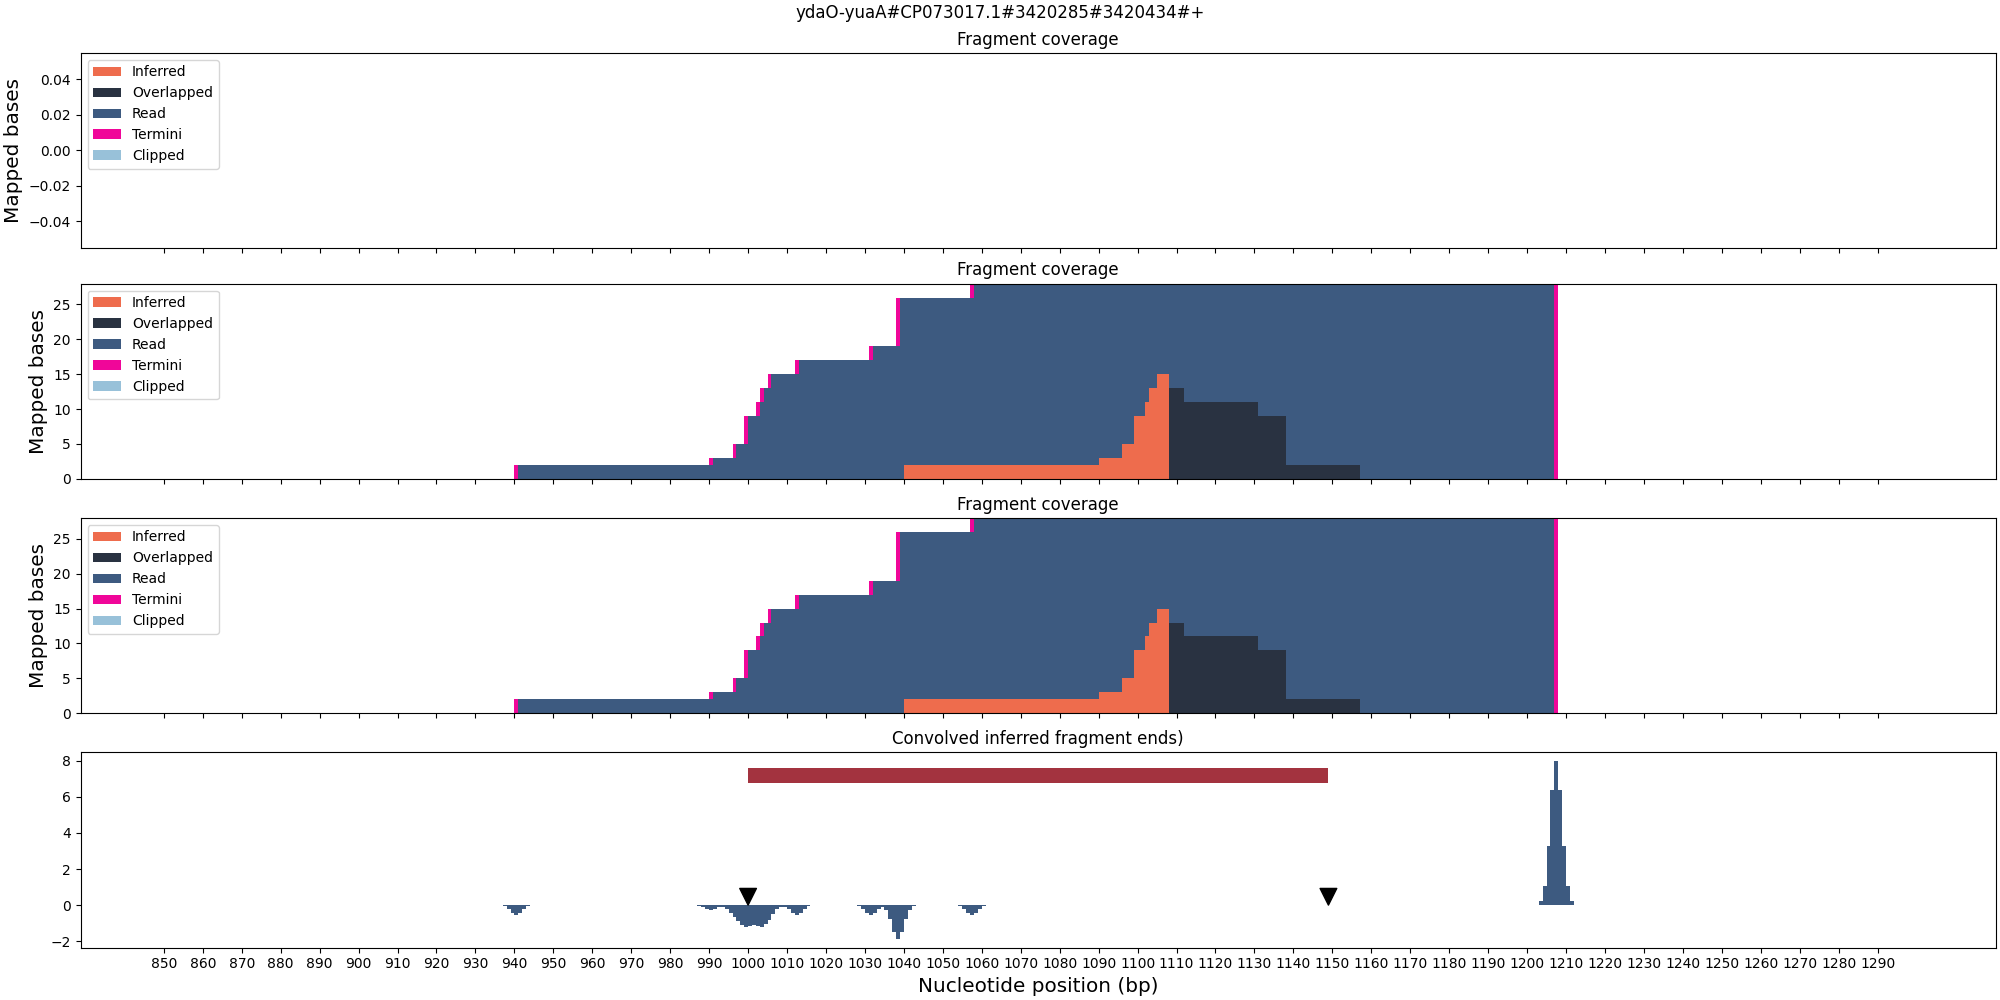 ydaO-yuaA#CP073017.1#3420285#3420434#+
Fragment coverage
Mapped bases
0.04
0.02
0.00
−0.02
−0.04
Inferred
Overlapped
Read
Termini
Clipped
Fragment coverage
Mapped bases
25
20
15
10
5
0
Inferred
Overlapped
Read
Termini
Clipped
Fragment coverage
Mapped bases
25
20
15
10
5
0
Inferred
Overlapped
Read
Termini
Clipped
Convolved inferred fragment ends)
8
6
4
2
0
−2
850 860 870 880 890 900 910 920 930 940 950 960 970 980 990 1000 1010 1020 1030 1040 1050 1060 1070 1080 1090 1100 1110 1120 1130 1140 1150 1160 1170 1180 1190 1200 1210 1220 1230 1240 1250 1260 1270 1280 1290
Nucleotide position (bp)